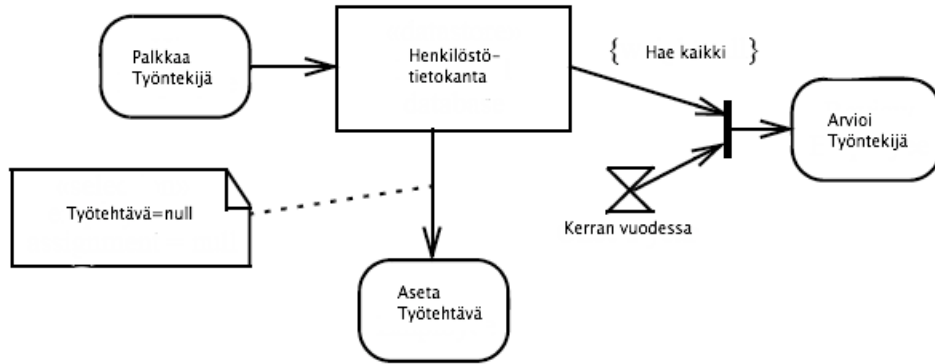 Palkkaa
Työntekijä
Henkilöstö-
tietokanta
{ Hae kaikki }
Arvioi
Työntekijä
Työtehtävä=null
Kerran vuodessa
Aseta
Työtehtävä